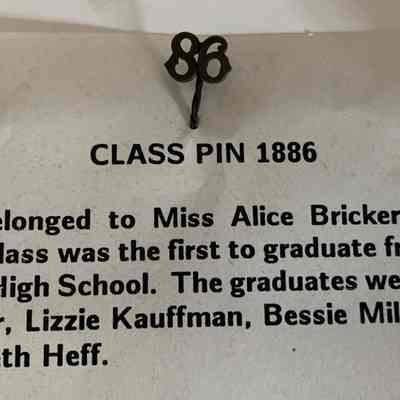 86
CLASS PIN 1886
elonged to Miss Alice Bricker
lass was the first to graduate fr
High School. The graduates we
r, Lizzie Kauffman, Bessie Mil
eth Heff.